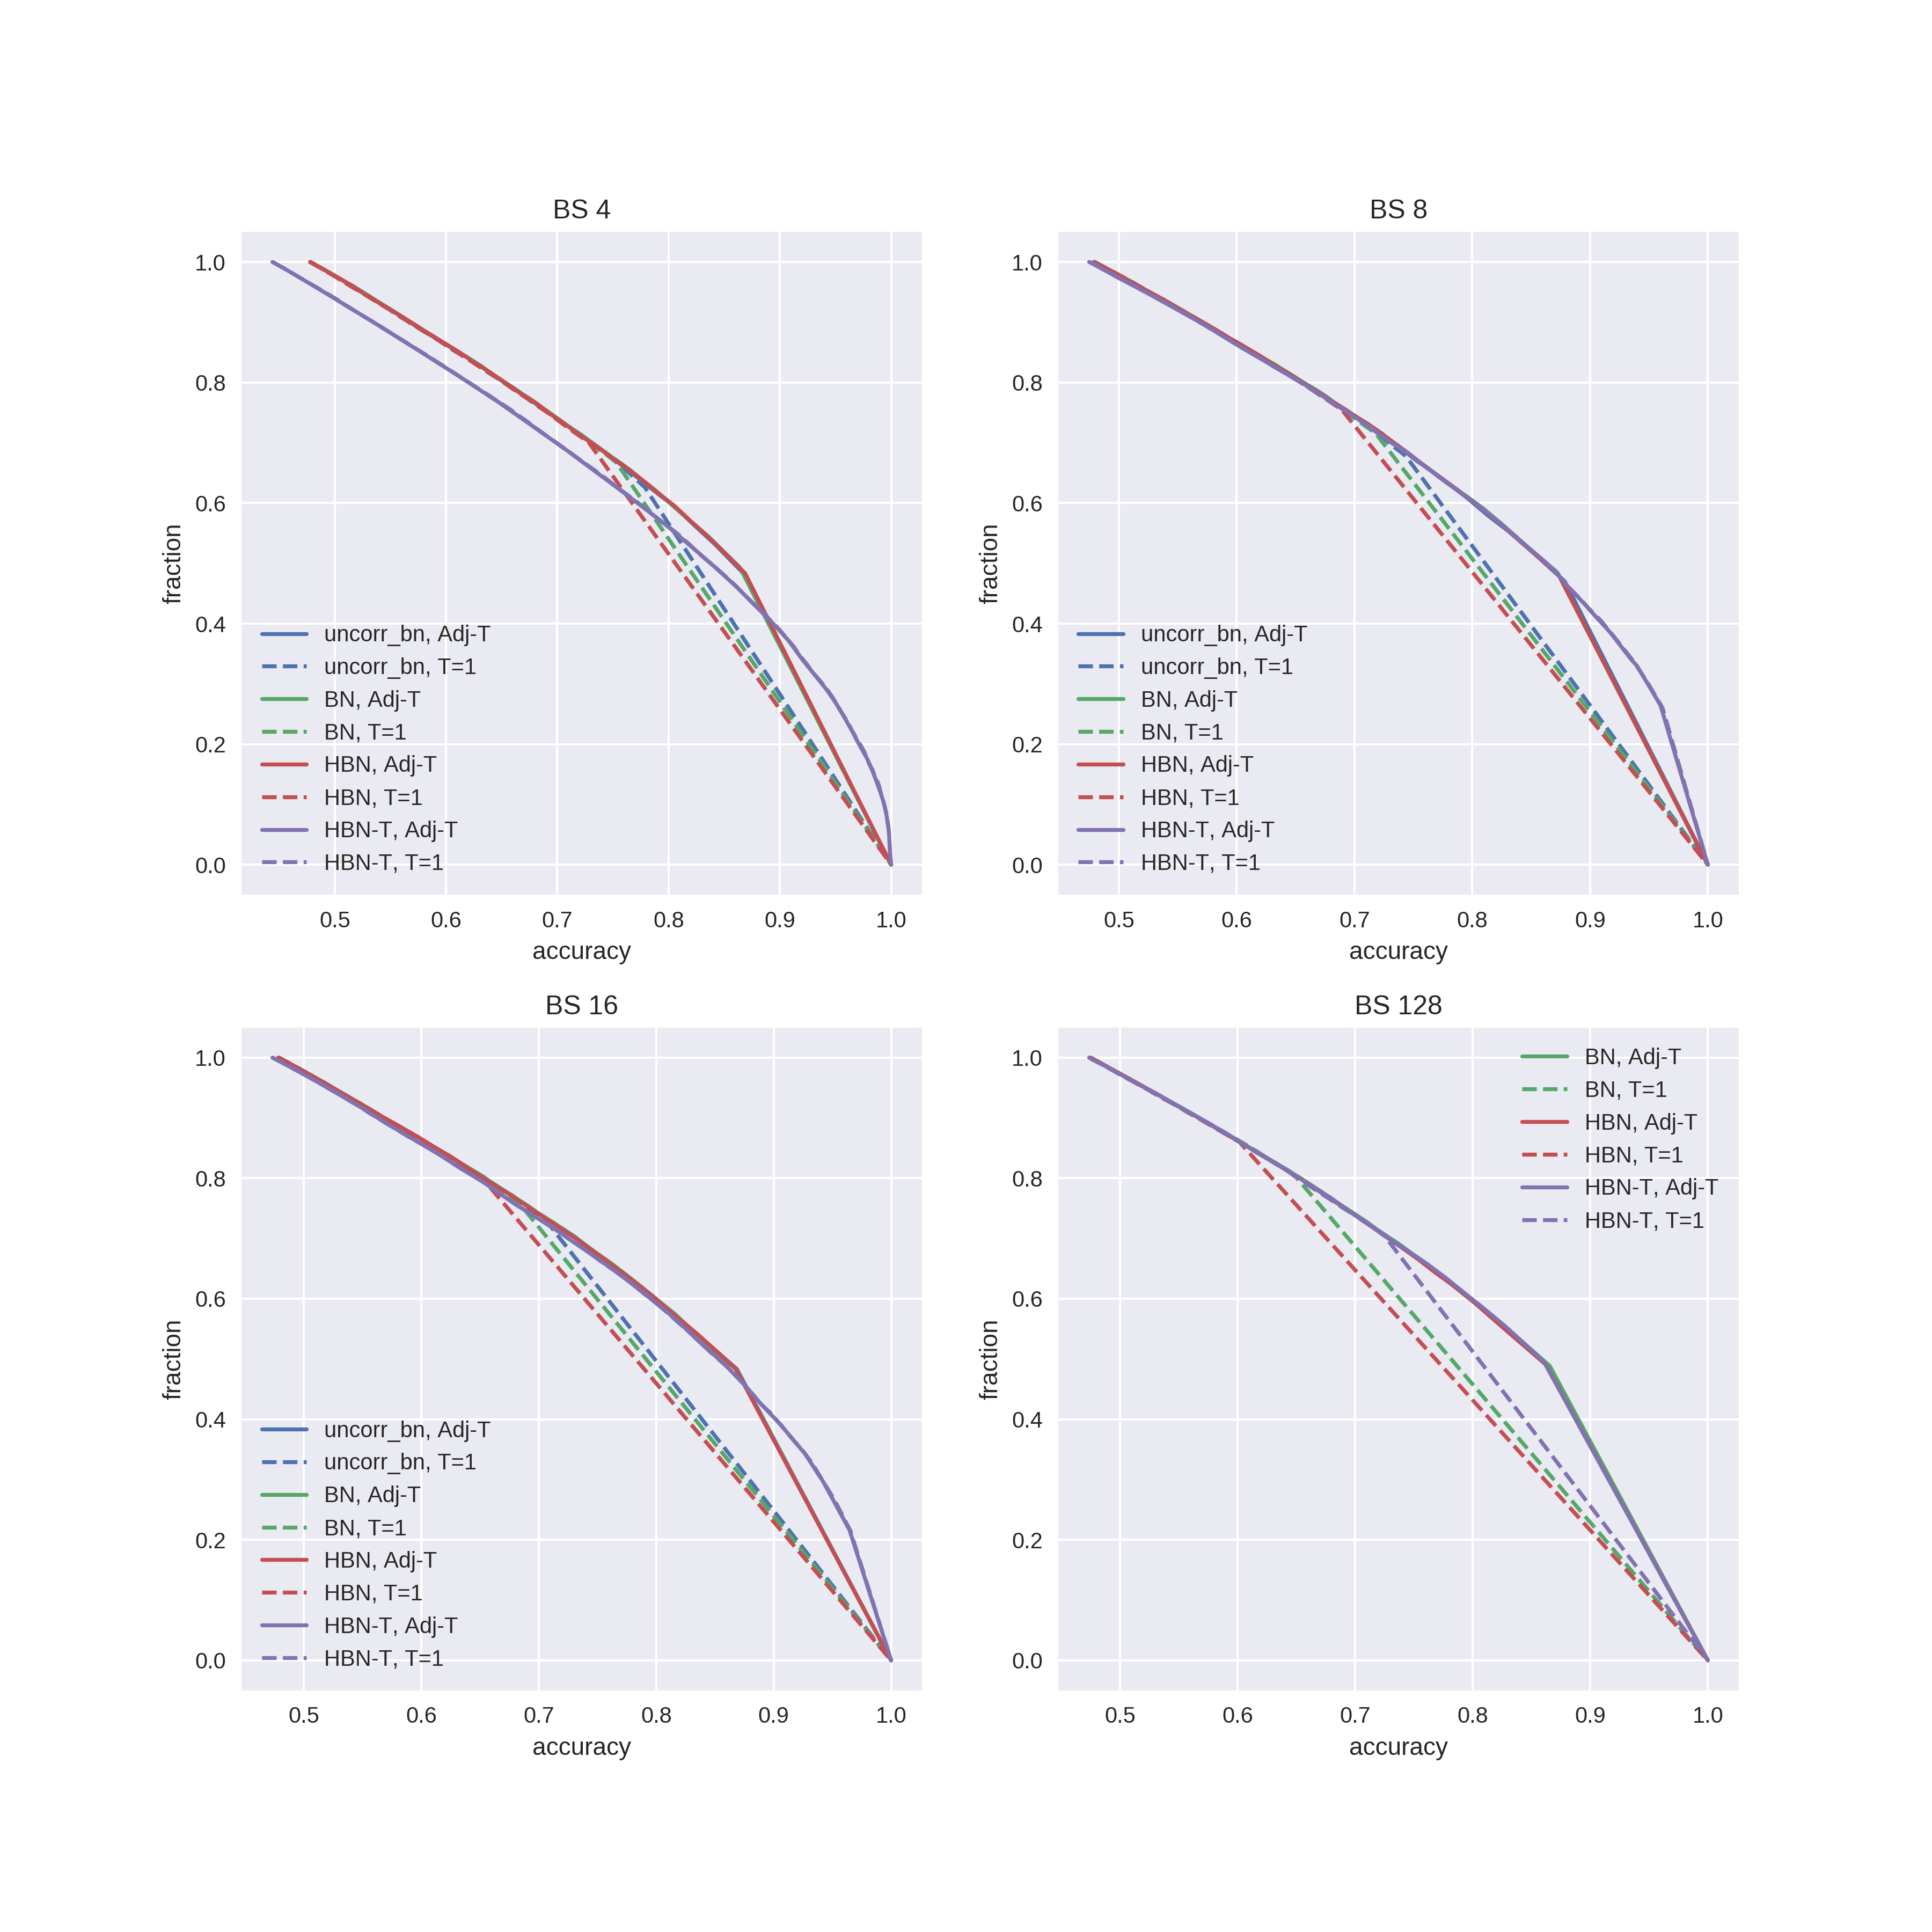 BS 4
1.0
0.8
0.6
0.4
0.2
0.0
fraction
uncorr_bn, Adj-T
uncorr_bn, T=1
BN, Adj-T
BN, T=1
HBN, Adj-T
HBN, T=1
HBN-T, Adj-T
HBN-T, T=1
0.5 0.6 0.7 0.8 0.9 1.0
accuracy
BS 8
1.0
0.8
0.6
0.4
0.2
0.0
fraction
uncorr_bn, Adj-T
uncorr_bn, T=1
BN, Adj-T
BN, T=1
HBN, Adj-T
HBN, T=1
HBN-T, Adj-T
HBN-T, T=1
0.5 0.6 0.7 0.8 0.9 1.0
accuracy
BS 16
1.0
0.8
0.6
0.4
0.2
0.0
fraction
uncorr_bn, Adj-T
uncorr_bn, T=1
BN, Adj-T
BN, T=1
HBN, Adj-T
HBN, T=1
HBN-T, Adj-T
HBN-T, T=1
0.5 0.6 0.7 0.8 0.9 1.0
accuracy
BS 128
1.0
0.8
0.6
0.4
0.2
0.0
fraction
BN, Adj-T
BN, T=1
HBN, Adj-T
HBN, T=1
HBN-T, Adj-T
HBN-T, T=1
0.5 0.6 0.7 0.8 0.9 1.0
accuracy